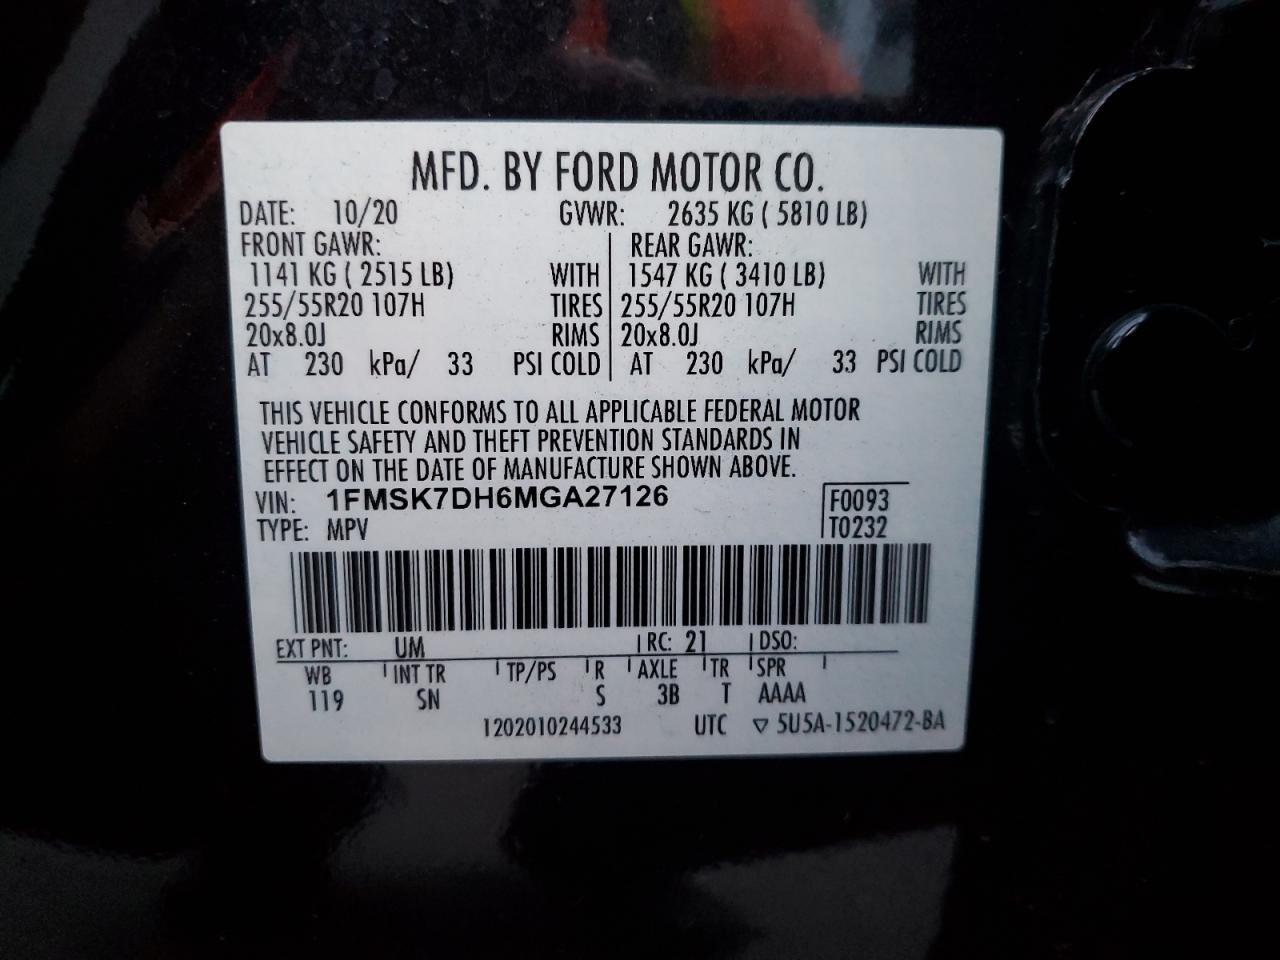 MFD. BY FORD MOTOR CO.
DATE: 10/20 GVWR: 2635 KG ( 5810 LB)
FRONT GAWR: REAR GAWR:
1141 KG ( 2515 LB) WITH 1547 KG ( 3410 LB) WITH
255/55R20 107H TIRES 255/55R20 107H TIRES
20x8.0J RIMS 20x8.0J RIMS
AT 230 kPa/ 33 PSI COLD AT 230 kPa/ 33 PSI COLD
THIS VEHICLE CONFORMS TO ALL APPLICABLE FEDERAL MOTOR
VEHICLE SAFETY AND THEFT PREVENTION STANDARDS IN
EFFECT ON THE DATE OF MANUFACTURE SHOWN ABOVE.
VIN: 1FMSK7DH6MGA27126 F0093
TYPE: MPV T0232
EXT PNT: UM RC: 21 DSO:
WB INT TR TP/PS R AXLE TR SPR
119 SN S 3B T AAAA
1202010244533 UTC ▽ 5U5A-1520472-BA